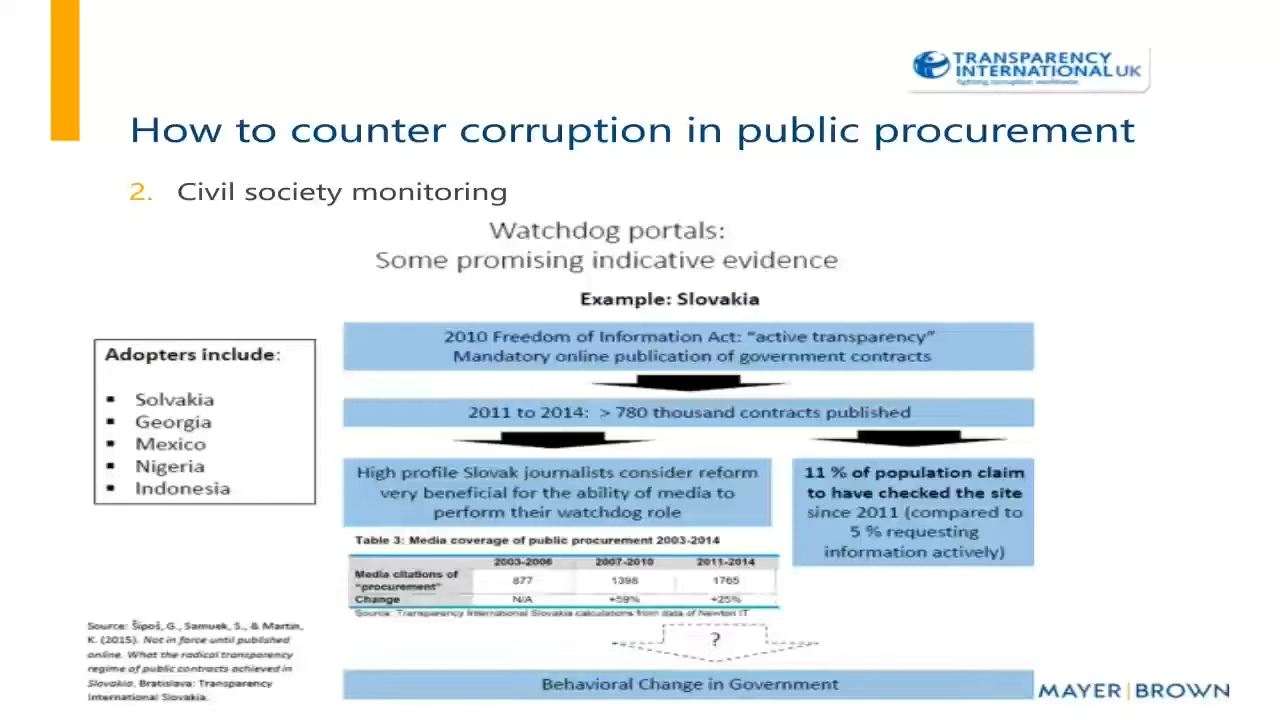 TRANSPARENCY
INTERNATIONAL UK
fighting corruption worldwide
How to counter corruption in public procurement
2. Civil society monitoring
Watchdog portals:
Some promising indicative evidence
Example: Slovakia
Adopters include:
▪ Solvakia
▪ Georgia
▪ Mexico
▪ Nigeria
▪ Indonesia
2010 Freedom of Information Act: “active transparency”
Mandatory online publication of government contracts
2011 to 2014: > 780 thousand contracts published
High profile Slovak journalists consider reform
very beneficial for the ability of media to
perform their watchdog role
11 % of population claim
to have checked the site
since 2011 (compared to
5 % requesting
information actively)
Table 3: Media coverage of public procurement 2003-2014
2003-2006 2007-2010 2011-2014
Media citations of
“procurement” 877 1398 1765
Change N/A +59% +25%
Source: Transparency International Slovakia calculations from data of Newton IT
?
Behavioral Change in Government
Source: Šípoš, G., Samuek, S., & Martin,
K. (2015). Not in force until published
online. What the radical transparency
regime of public contracts achieved in
Slovakia, Bratislava: Transparency
International Slovakia.
MAYER|BROWN